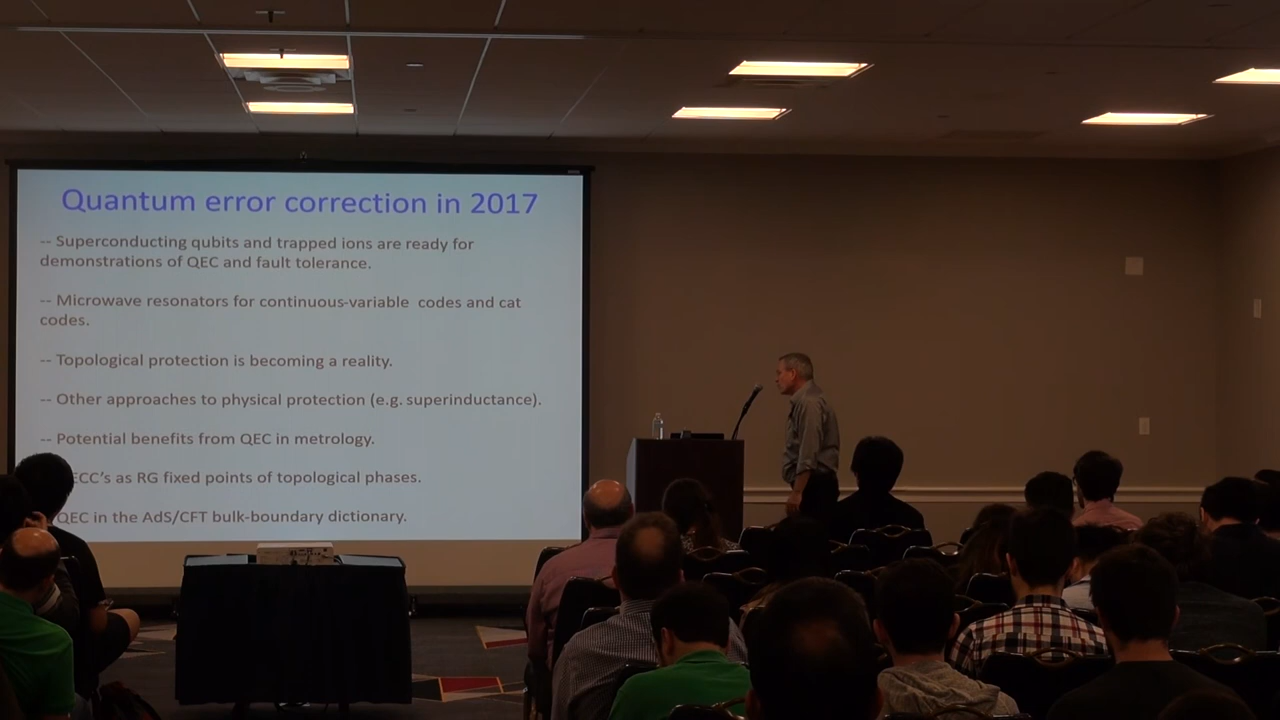 Quantum error correction in 2017
-- Superconducting qubits and trapped ions are ready for
demonstrations of QEC and fault tolerance.
-- Microwave resonators for continuous-variable codes and cat
codes.
-- Topological protection is becoming a reality.
-- Other approaches to physical protection (e.g. superinductance).
-- Potential benefits from QEC in metrology.
ECC's as RG fixed points of topological phases.
QEC in the AdS/CFT bulk-boundary dictionary.